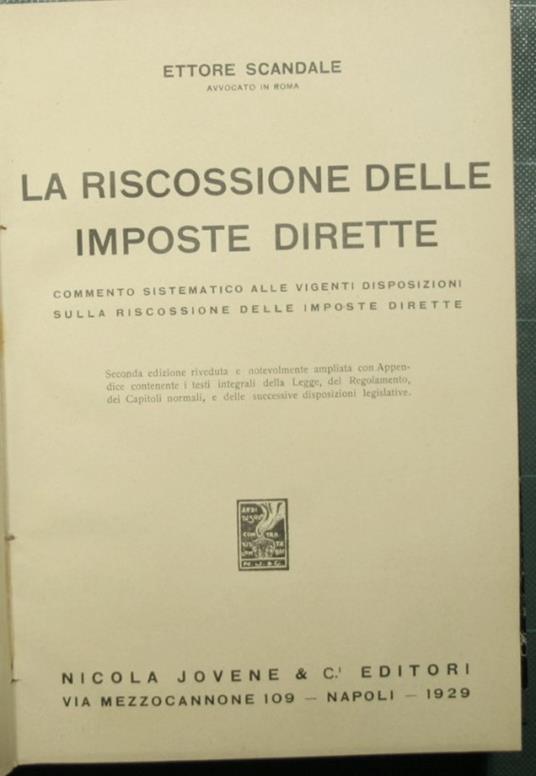 ETTORE SCANDALE
AVVOCATO IN ROMA
LA RISCOSSIONE DELLE
IMPOSTE DIRETTE
COMMENTO SISTEMATICO ALLE VIGENTI DISPOSIZIONI
SULLA RISCOSSIONE DELLE IMPOSTE DIRETTE
Seconda edizione riveduta e notevolmente ampliata con Appen-
dice contenente i testi integrali della Legge, del Regolamento,
dei Capitoli normali, e delle successive disposizioni legislative.
N. J. & C.
NICOLA JOVENE & C.i EDITORI
VIA MEZZOCANNONE 109 — NAPOLI — 1929